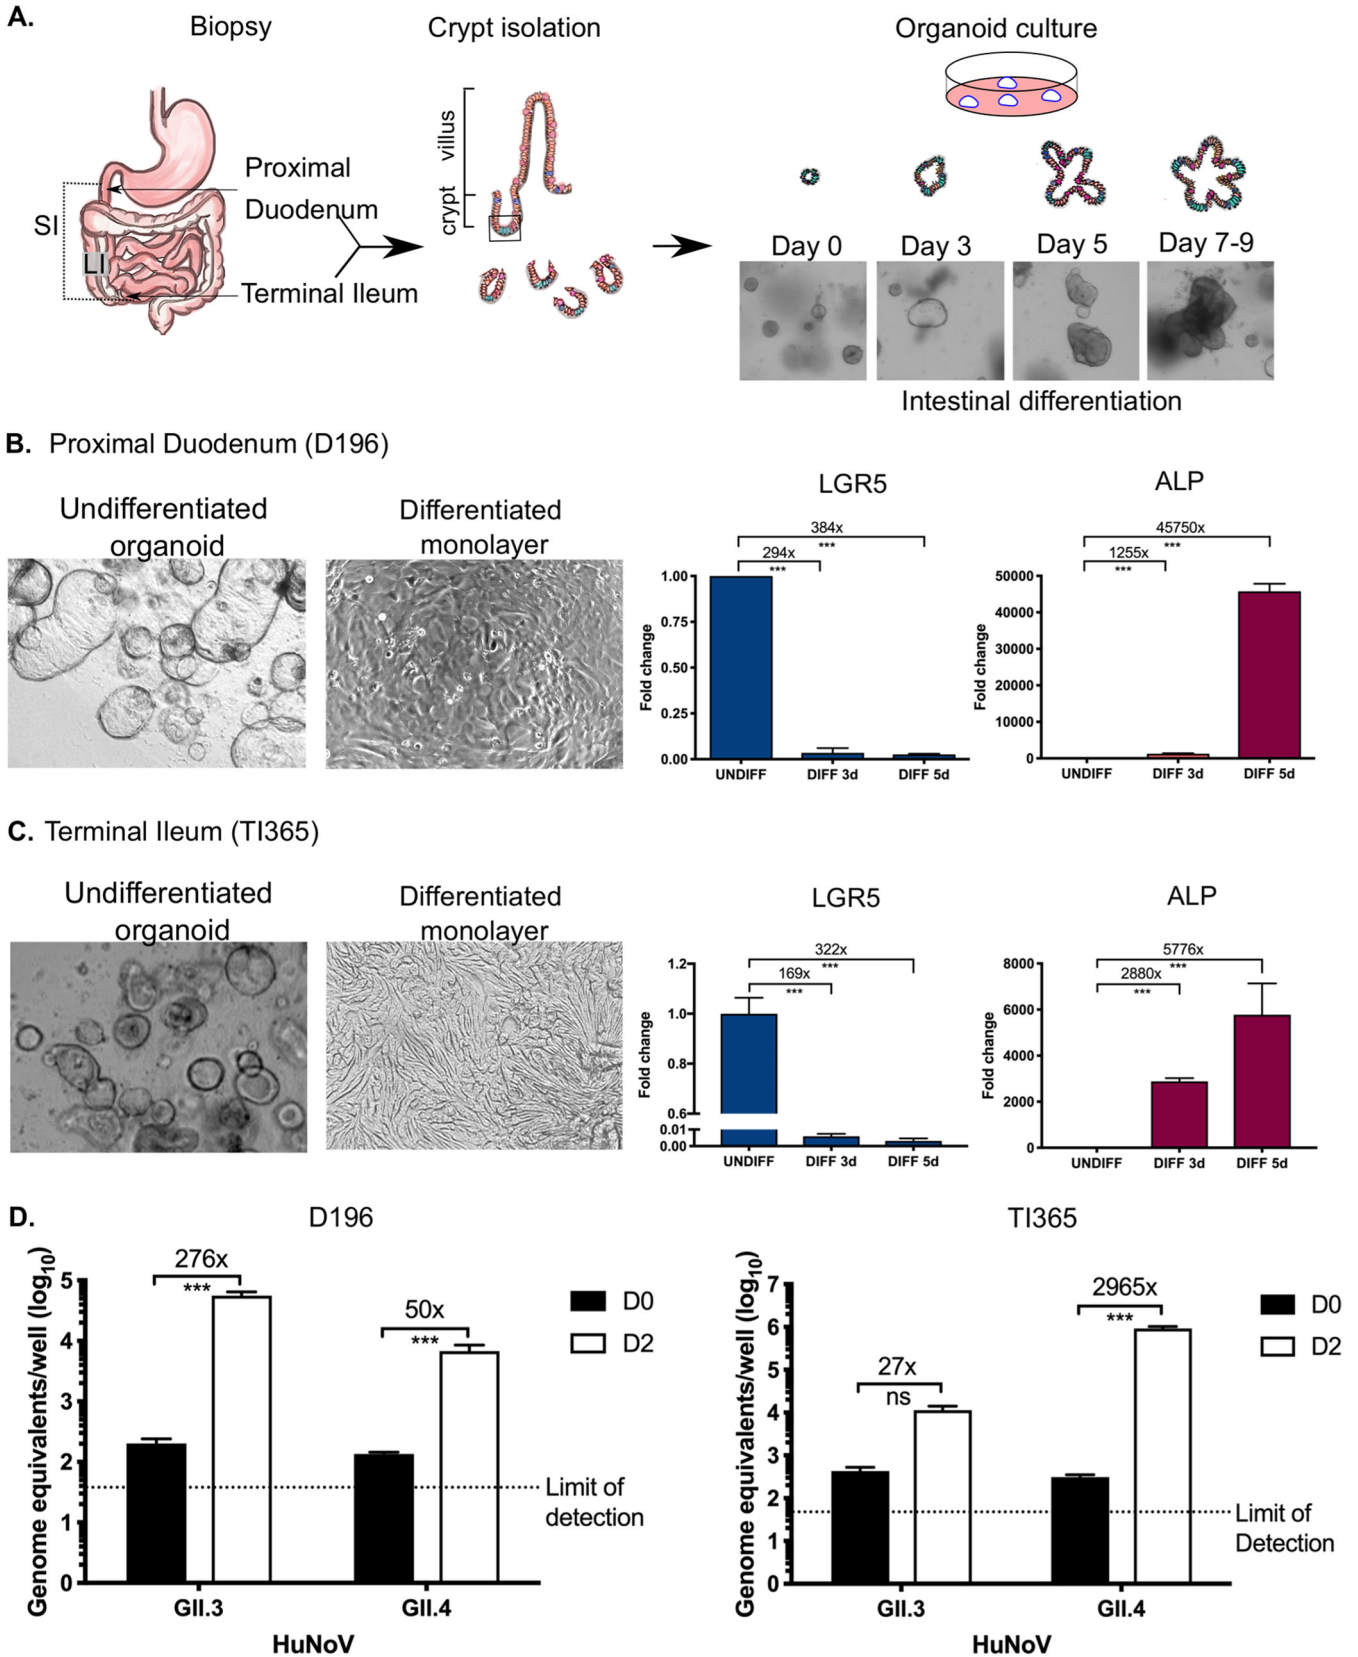 A.
Biopsy
Crypt isolation
Organoid culture
Proximal
Duodenum
Terminal Ileum
SI
LI
villus
crypt
Day 0
Day 3
Day 5
Day 7-9
Intestinal differentiation
B. Proximal Duodenum (D196)
Undifferentiated
organoid
Differentiated
monolayer
LGR5
384x
***
294x
***
1.00
0.75
0.50
0.25
0.00
Fold change
UNDIFF
DIFF 3d
DIFF 5d
ALP
45750x
***
1255x
***
50000
40000
30000
20000
10000
0
Fold change
UNDIFF
DIFF 3d
DIFF 5d
C. Terminal Ileum (TI365)
Undifferentiated
organoid
Differentiated
monolayer
LGR5
322x
***
169x
***
1.2
1.0
0.8
0.6
0.01
0.00
Fold change
UNDIFF
DIFF 3d
DIFF 5d
ALP
5776x
***
2880x
***
8000
6000
4000
2000
0
Fold change
UNDIFF
DIFF 3d
DIFF 5d
D.
D196
276x
***
50x
***
D0
D2
5
4
3
2
1
0
Genome equivalents/well (log10)
Limit of
detection
GII.3
GII.4
HuNoV
TI365
2965x
***
27x
ns
D0
D2
7
6
5
4
3
2
1
0
Genome equivalents/well (log10)
Limit of
Detection
GII.3
GII.4
HuNoV